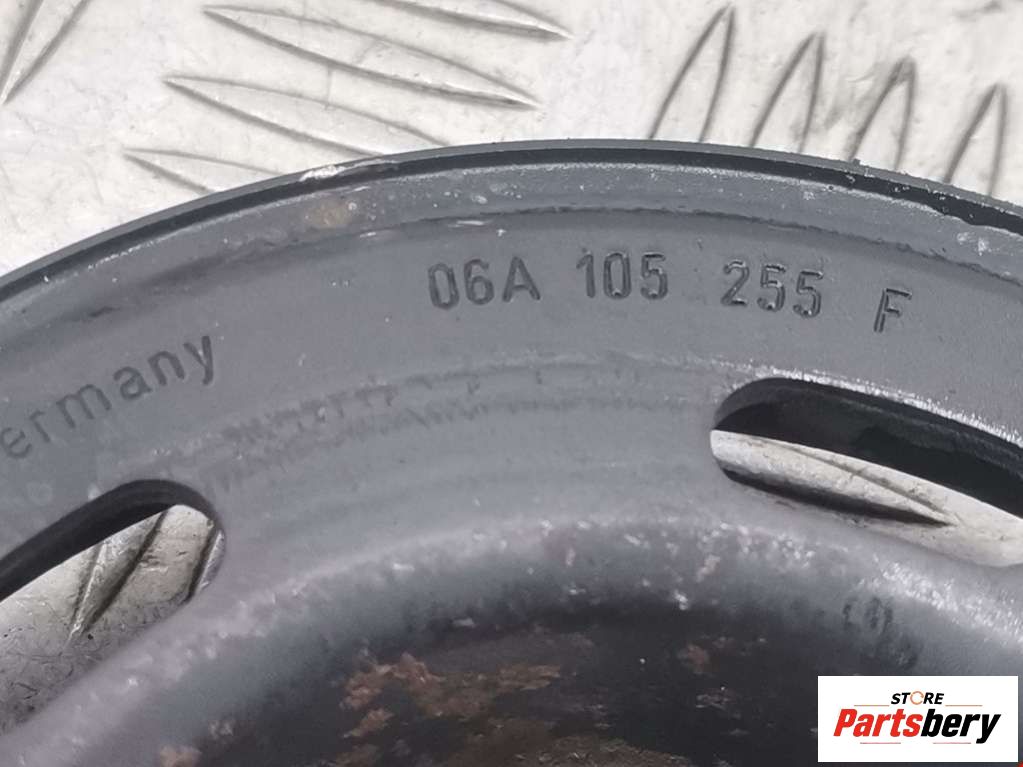 06A 105 255 F
ermany
STORE
Partsbery